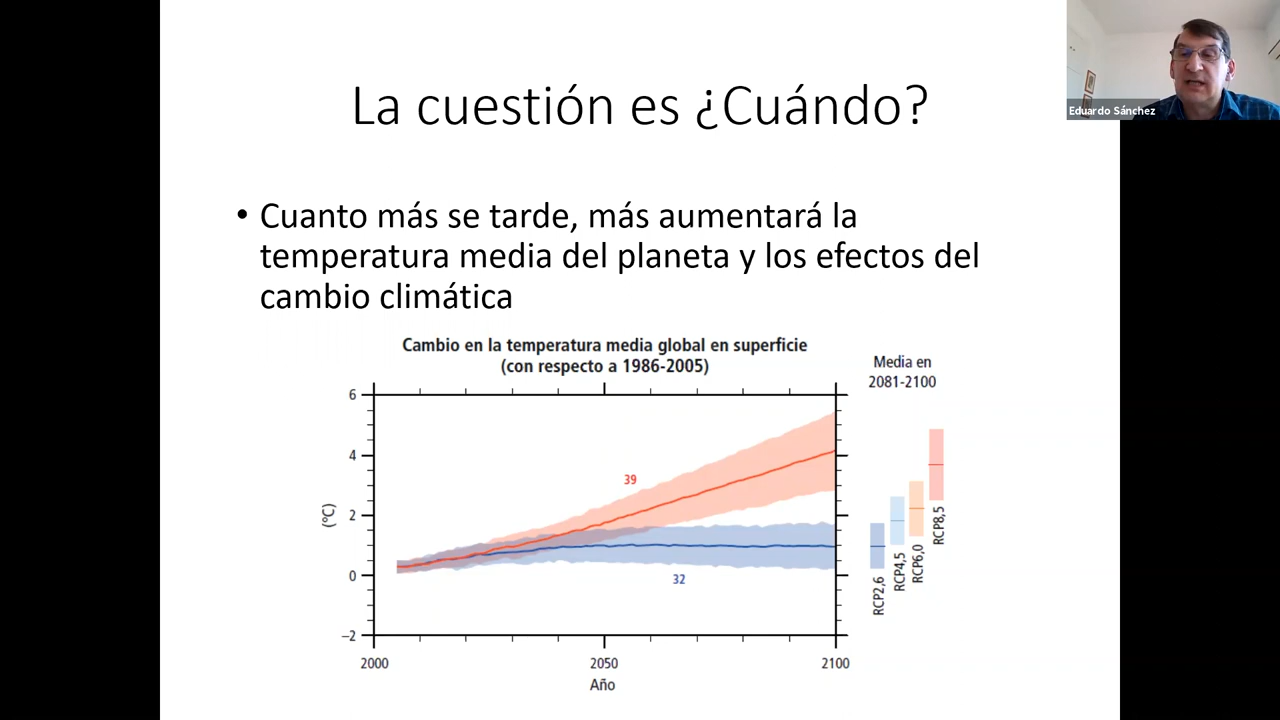 La cuestión es ¿Cuándo?
Eduardo Sánchez
• Cuanto más se tarde, más aumentará la
temperatura media del planeta y los efectos del
cambio climática
Cambio en la temperatura media global en superficie
(con respecto a 1986-2005)
Media en
2081-2100
6
4
2
0
−2
(°C)
39
32
2000
2050
2100
Año
RCP2,6
RCP4,5
RCP6,0
RCP8,5